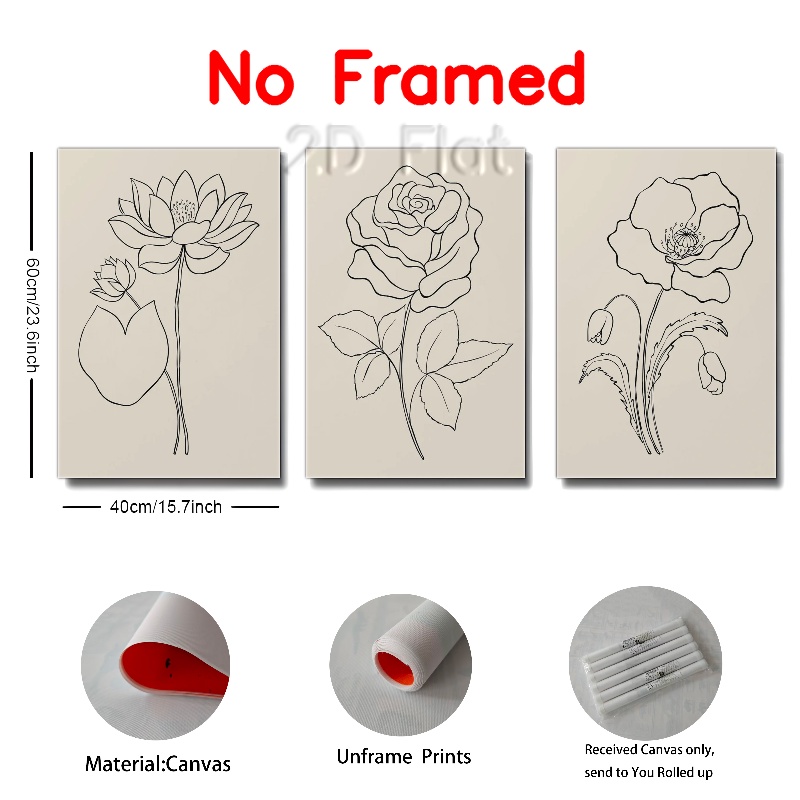 No Framed
2D Flat
60cm/23.6inch
40cm/15.7inch
Material:Canvas
Unframe Prints
Received Canvas only,
send to You Rolled up